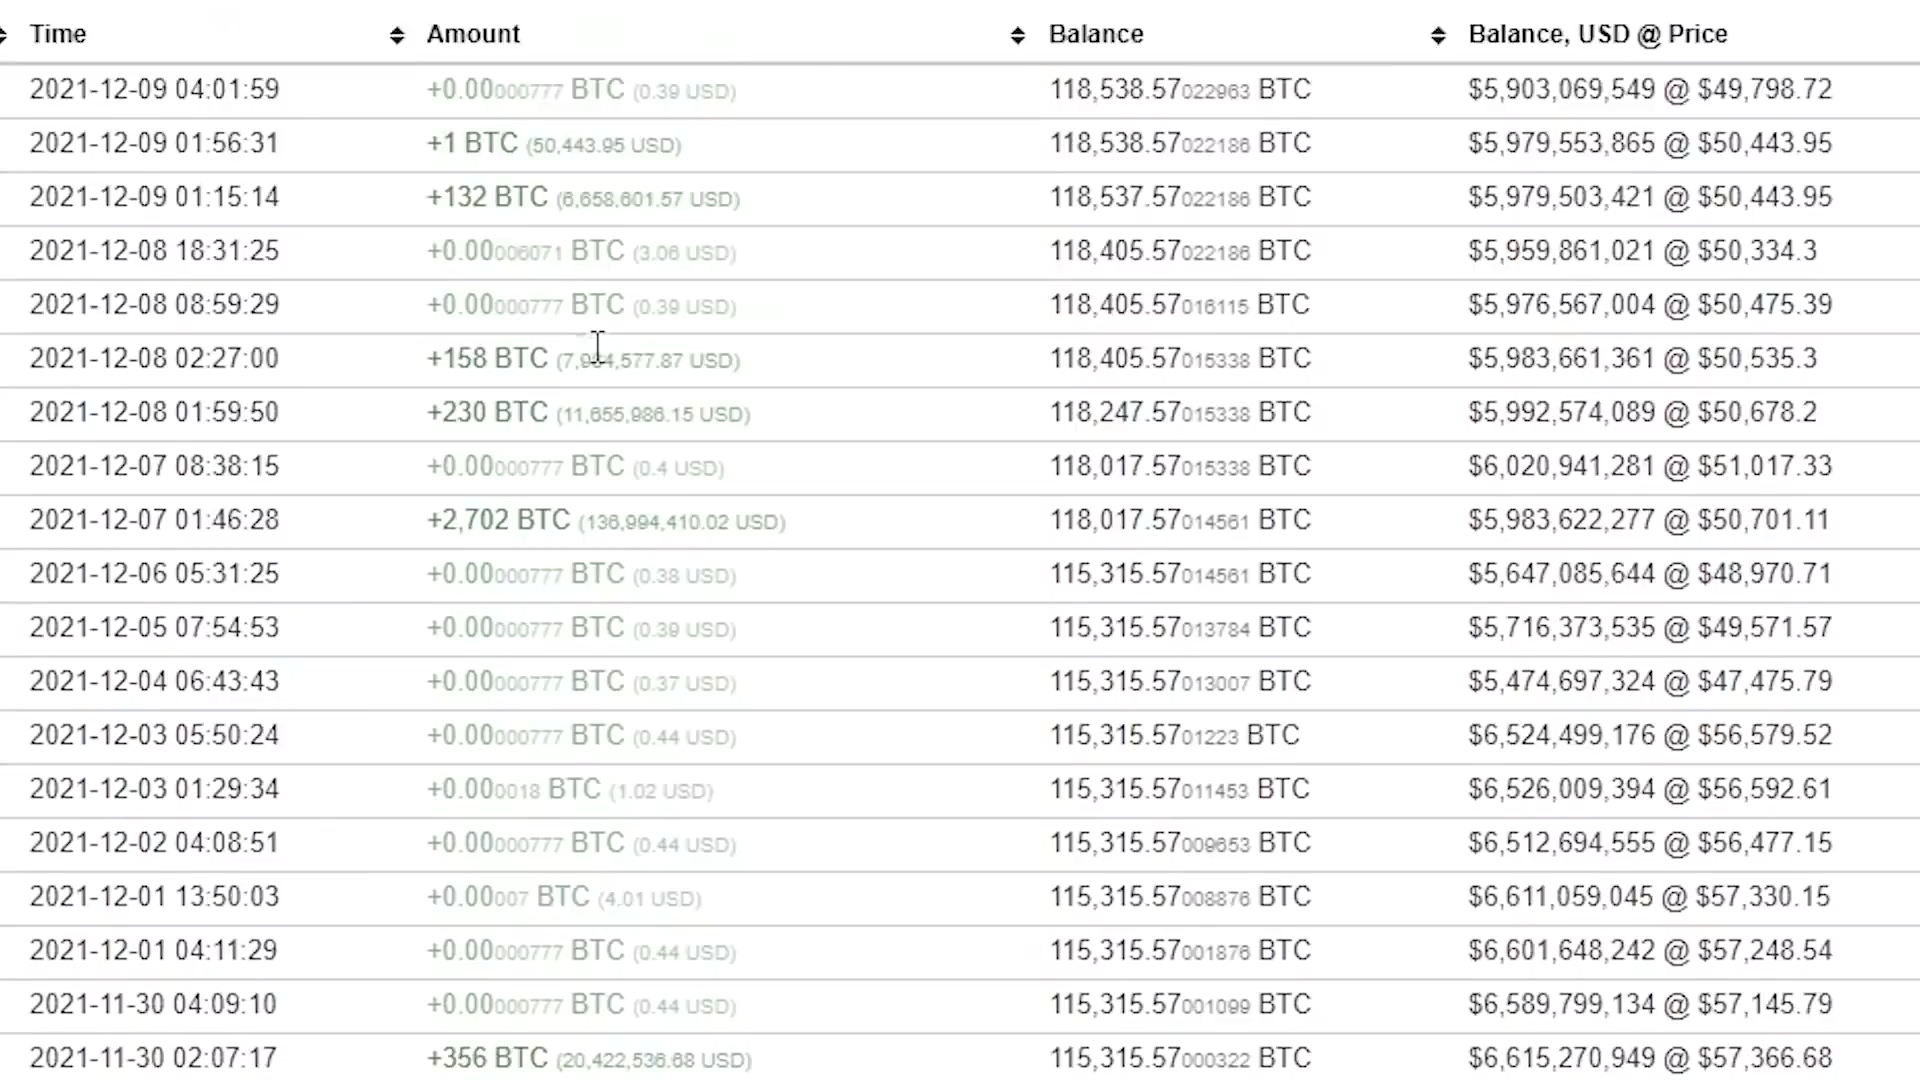 Time Amount Balance Balance, USD @ Price
2021-12-09 04:01:59 +0.00000777 BTC (0.39 USD) 118,538.57022963 BTC $5,903,069,549 @ $49,798.72
2021-12-09 01:56:31 +1 BTC (50,443.95 USD) 118,538.57022186 BTC $5,979,553,865 @ $50,443.95
2021-12-09 01:15:14 +132 BTC (6,658,601.57 USD) 118,537.57022186 BTC $5,979,503,421 @ $50,443.95
2021-12-08 18:31:25 +0.00006071 BTC (3.06 USD) 118,405.57022186 BTC $5,959,861,021 @ $50,334.3
2021-12-08 08:59:29 +0.00000777 BTC (0.39 USD) 118,405.57016115 BTC $5,976,567,004 @ $50,475.39
2021-12-08 02:27:00 +158 BTC 118,405.57015338 BTC $5,983,661,361 @ $50,535.3
2021-12-08 01:59:50 +230 BTC (11,655,986.15 USD) 118,247.57015338 BTC $5,992,574,089 @ $50,678.2
2021-12-07 08:38:15 +0.00000777 BTC (0.4 USD) 118,017.57015338 BTC $6,020,941,281 @ $51,017.33
2021-12-07 01:46:28 +2,702 BTC (136,994,410.02 USD) 118,017.57014561 BTC $5,983,622,277 @ $50,701.11
2021-12-06 05:31:25 +0.00000777 BTC (0.38 USD) 115,315.57014561 BTC $5,647,085,644 @ $48,970.71
2021-12-05 07:54:53 +0.00000777 BTC (0.39 USD) 115,315.57013784 BTC $5,716,373,535 @ $49,571.57
2021-12-04 06:43:43 +0.00000777 BTC (0.37 USD) 115,315.57013007 BTC $5,474,697,324 @ $47,475.79
2021-12-03 05:50:24 +0.00000777 BTC (0.44 USD) 115,315.5701223 BTC $6,524,499,176 @ $56,579.52
2021-12-03 01:29:34 +0.000018 BTC (1.02 USD) 115,315.57011453 BTC $6,526,009,394 @ $56,592.61
2021-12-02 04:08:51 +0.00000777 BTC (0.44 USD) 115,315.57009653 BTC $6,512,694,555 @ $56,477.15
2021-12-01 13:50:03 +0.00007 BTC (4.01 USD) 115,315.57008876 BTC $6,611,059,045 @ $57,330.15
2021-12-01 04:11:29 +0.00000777 BTC (0.44 USD) 115,315.57001876 BTC $6,601,648,242 @ $57,248.54
2021-11-30 04:09:10 +0.00000777 BTC (0.44 USD) 115,315.57001099 BTC $6,589,799,134 @ $57,145.79
2021-11-30 02:07:17 +356 BTC (20,422,536.68 USD) 115,315.57000322 BTC $6,615,270,949 @ $57,366.68